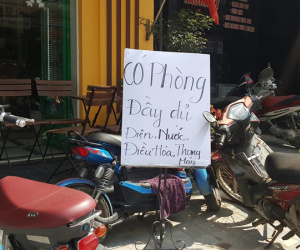 CÓ PHÒNG
Đầy đủ
Điện.. Nước..
Điều Hòa, Thang
Máy